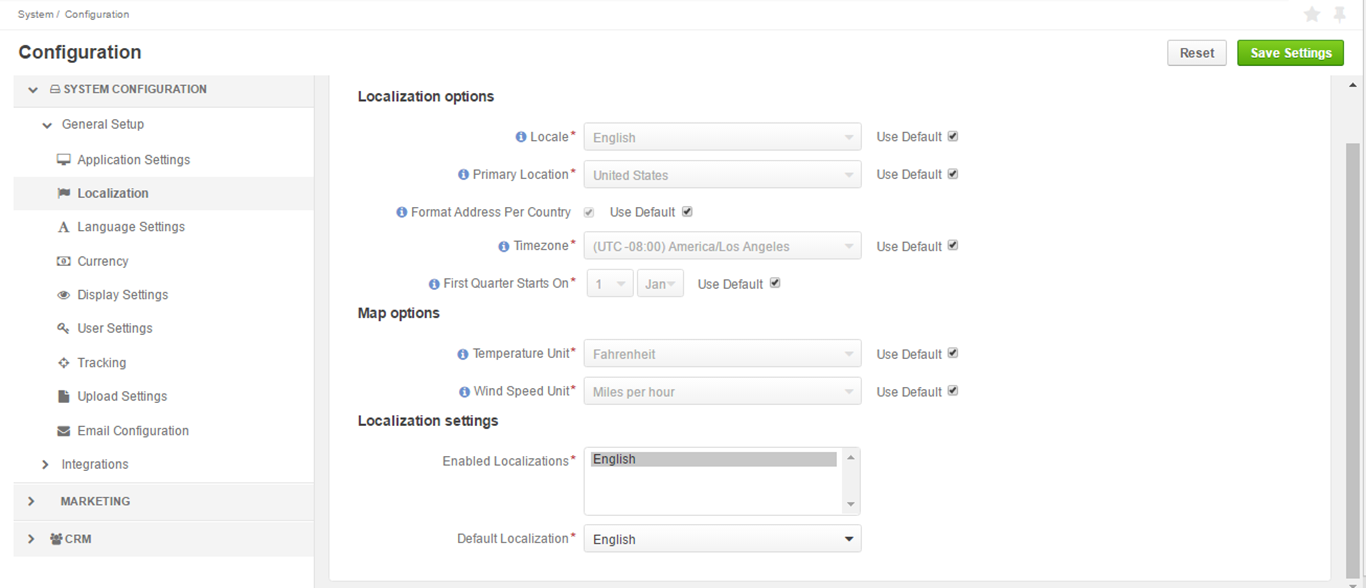 System / Configuration
Configuration
Reset
Save Settings
SYSTEM CONFIGURATION
General Setup
Application Settings
Localization
Language Settings
Currency
Display Settings
User Settings
Tracking
Upload Settings
Email Configuration
Integrations
MARKETING
CRM
Localization options
Locale* English Use Default
Primary Location* United States Use Default
Format Address Per Country Use Default
Timezone* (UTC -08:00) America/Los Angeles Use Default
First Quarter Starts On* 1 Jan Use Default
Map options
Temperature Unit* Fahrenheit Use Default
Wind Speed Unit* Miles per hour Use Default
Localization settings
Enabled Localizations* English
Default Localization* English